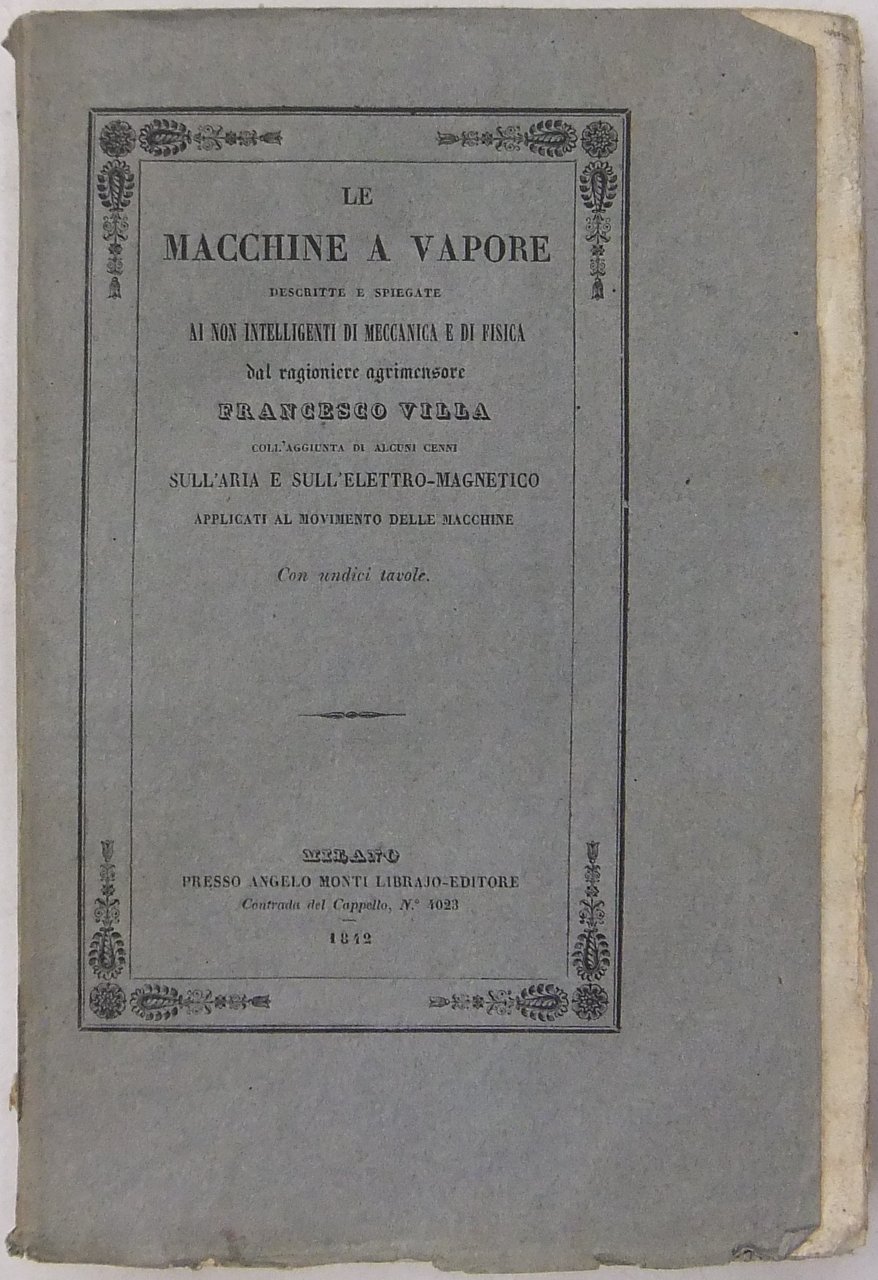 LE
MACCHINE A VAPORE
DESCRITTE E SPIEGATE
AI NON INTELLIGENTI DI MECCANICA E DI FISICA
dal ragioniere agrimensore
FRANCESCO VILLA
COLL'AGGIUNTA DI ALCUNI CENNI
SULL'ARIA E SULL'ELETTRO-MAGNETICO
APPLICATI AL MOVIMENTO DELLE MACCHINE
Con undici tavole.
MILANO
PRESSO ANGELO MONTI LIBRAJO-EDITORE
Contrada del Cappello, N.° 4023
1842